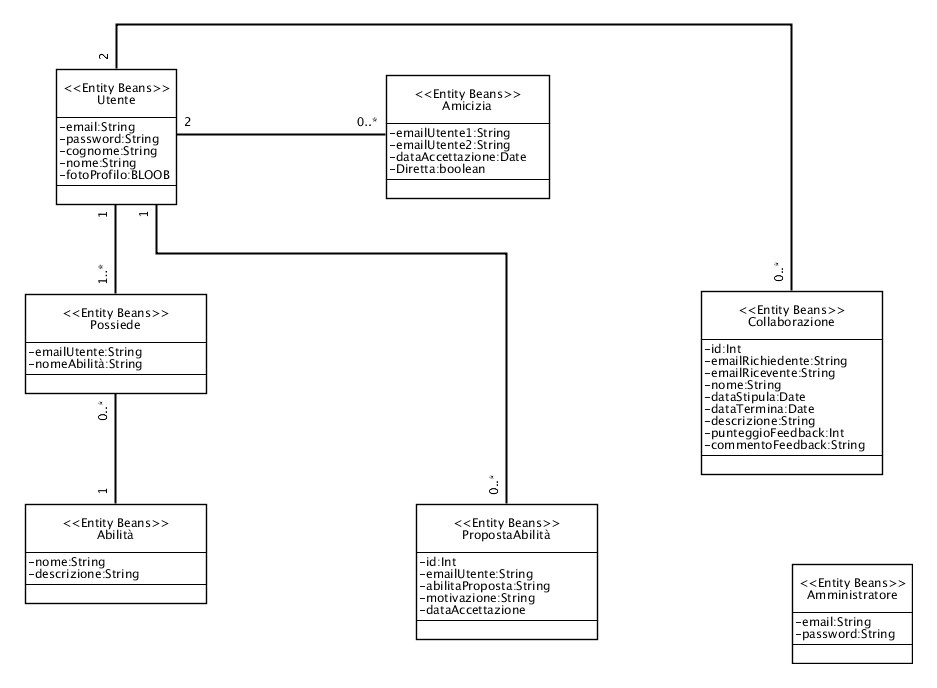 2
<<Entity Beans>>
Utente
-email:String
-password:String
-cognome:String
-nome:String
-fotoProfilo:BLOOB
2
0..*
<<Entity Beans>>
Amicizia
-emailUtente1:String
-emailUtente2:String
-dataAccettazione:Date
-Diretta:boolean
1
1
1..*
0..*
<<Entity Beans>>
Possiede
-emailUtente:String
-nomeAbilità:String
<<Entity Beans>>
Collaborazione
-id:Int
-emailRichiedente:String
-emailRicevente:String
-nome:String
-dataStipula:Date
-dataTermina:Date
-descrizione:String
-punteggioFeedback:Int
-commentoFeedback:String
0..*
1
0..*
<<Entity Beans>>
Abilità
-nome:String
-descrizione:String
<<Entity Beans>>
PropostaAbilità
-id:Int
-emailUtente:String
-abilitaProposta:String
-motivazione:String
-dataAccettazione
<<Entity Beans>>
Amministratore
-email:String
-password:String